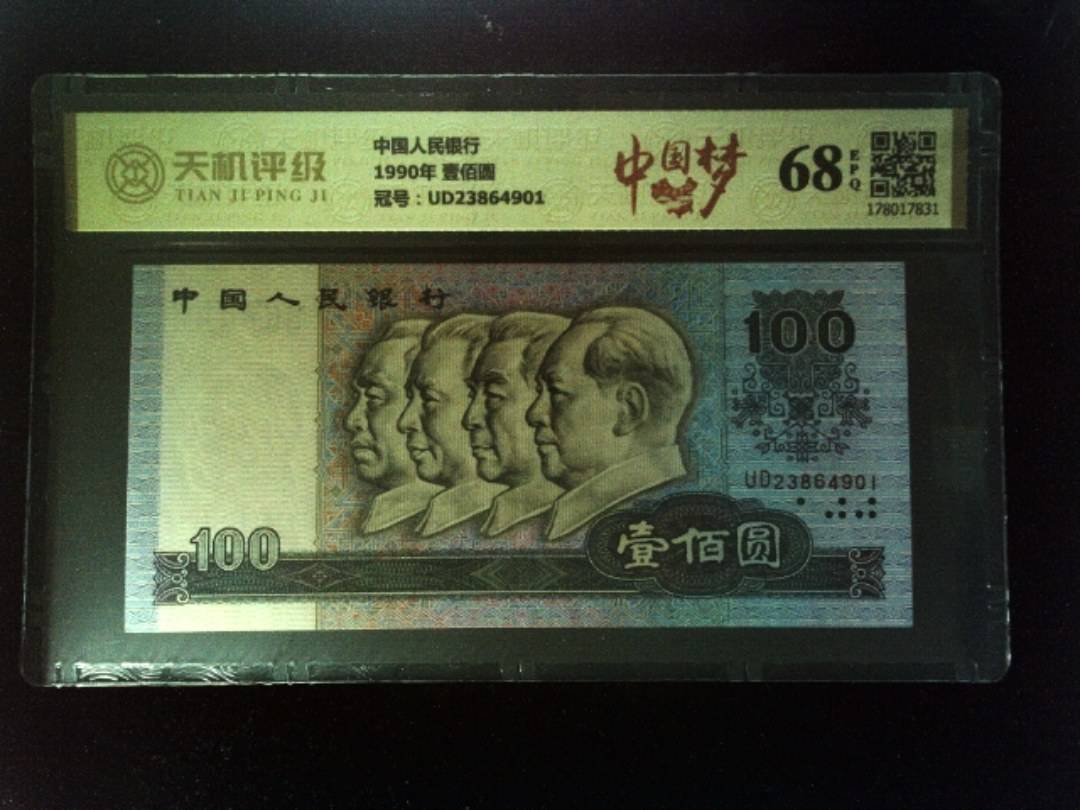 天机评级
TIAN JI PING JI
中国人民银行
1990年 壹佰圆
冠号：UD23864901
中国梦
68
EPQ
178017831
中国人民银行
100
UD23864901
100
壹佰圆